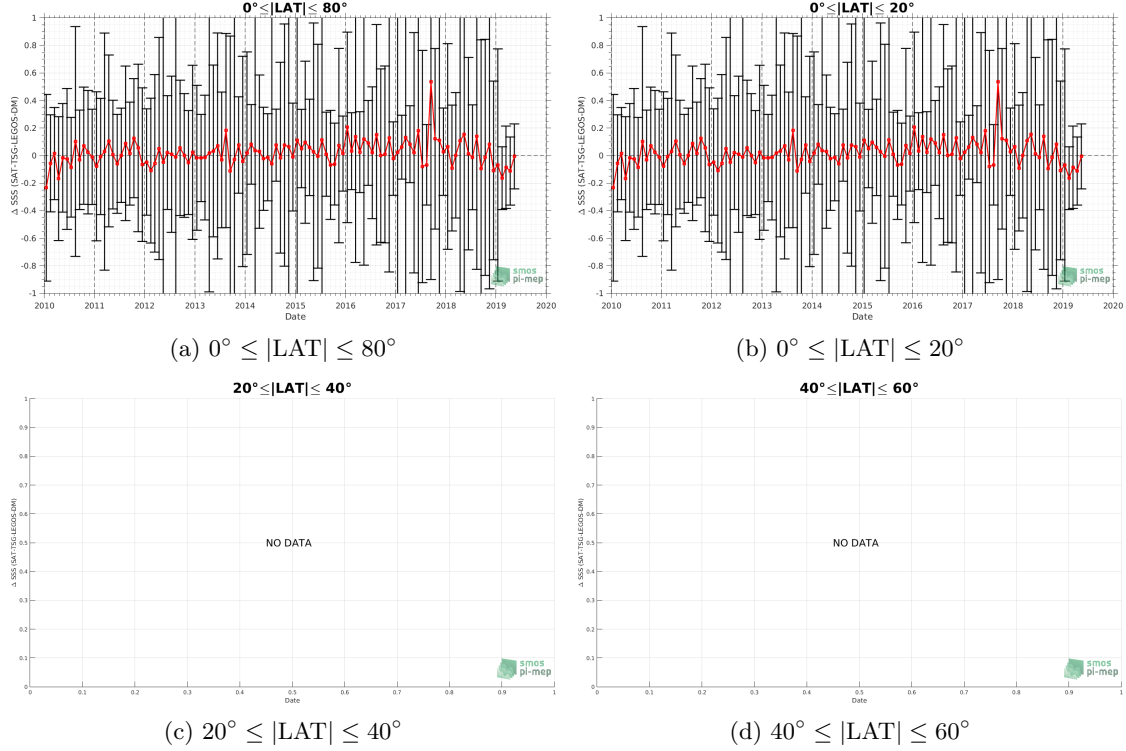 0°≤|LAT|≤ 80°
Δ SSS (SAT-TSG-LEGOS-DM)
1
0.8
0.6
0.4
0.2
0
-0.2
-0.4
-0.6
-0.8
-1
2010 2011 2012 2013 2014 2015 2016 2017 2018 2019 2020
Date
smos
pi-mep
(a) 0° ≤ |LAT| ≤ 80°
0°≤|LAT|≤ 20°
Δ SSS (SAT-TSG-LEGOS-DM)
1
0.8
0.6
0.4
0.2
0
-0.2
-0.4
-0.6
-0.8
-1
2010 2011 2012 2013 2014 2015 2016 2017 2018 2019 2020
Date
smos
pi-mep
(b) 0° ≤ |LAT| ≤ 20°
20°≤|LAT|≤ 40°
Δ SSS (SAT-TSG-LEGOS-DM)
1
0.9
0.8
0.7
0.6
0.5
0.4
0.3
0.2
0.1
0
NO DATA
0 0.1 0.2 0.3 0.4 0.5 0.6 0.7 0.8 0.9 1
Date
smos
pi-mep
(c) 20° ≤ |LAT| ≤ 40°
40°≤|LAT|≤ 60°
Δ SSS (SAT-TSG-LEGOS-DM)
1
0.9
0.8
0.7
0.6
0.5
0.4
0.3
0.2
0.1
0
NO DATA
0 0.1 0.2 0.3 0.4 0.5 0.6 0.7 0.8 0.9 1
Date
smos
pi-mep
(d) 40° ≤ |LAT| ≤ 60°